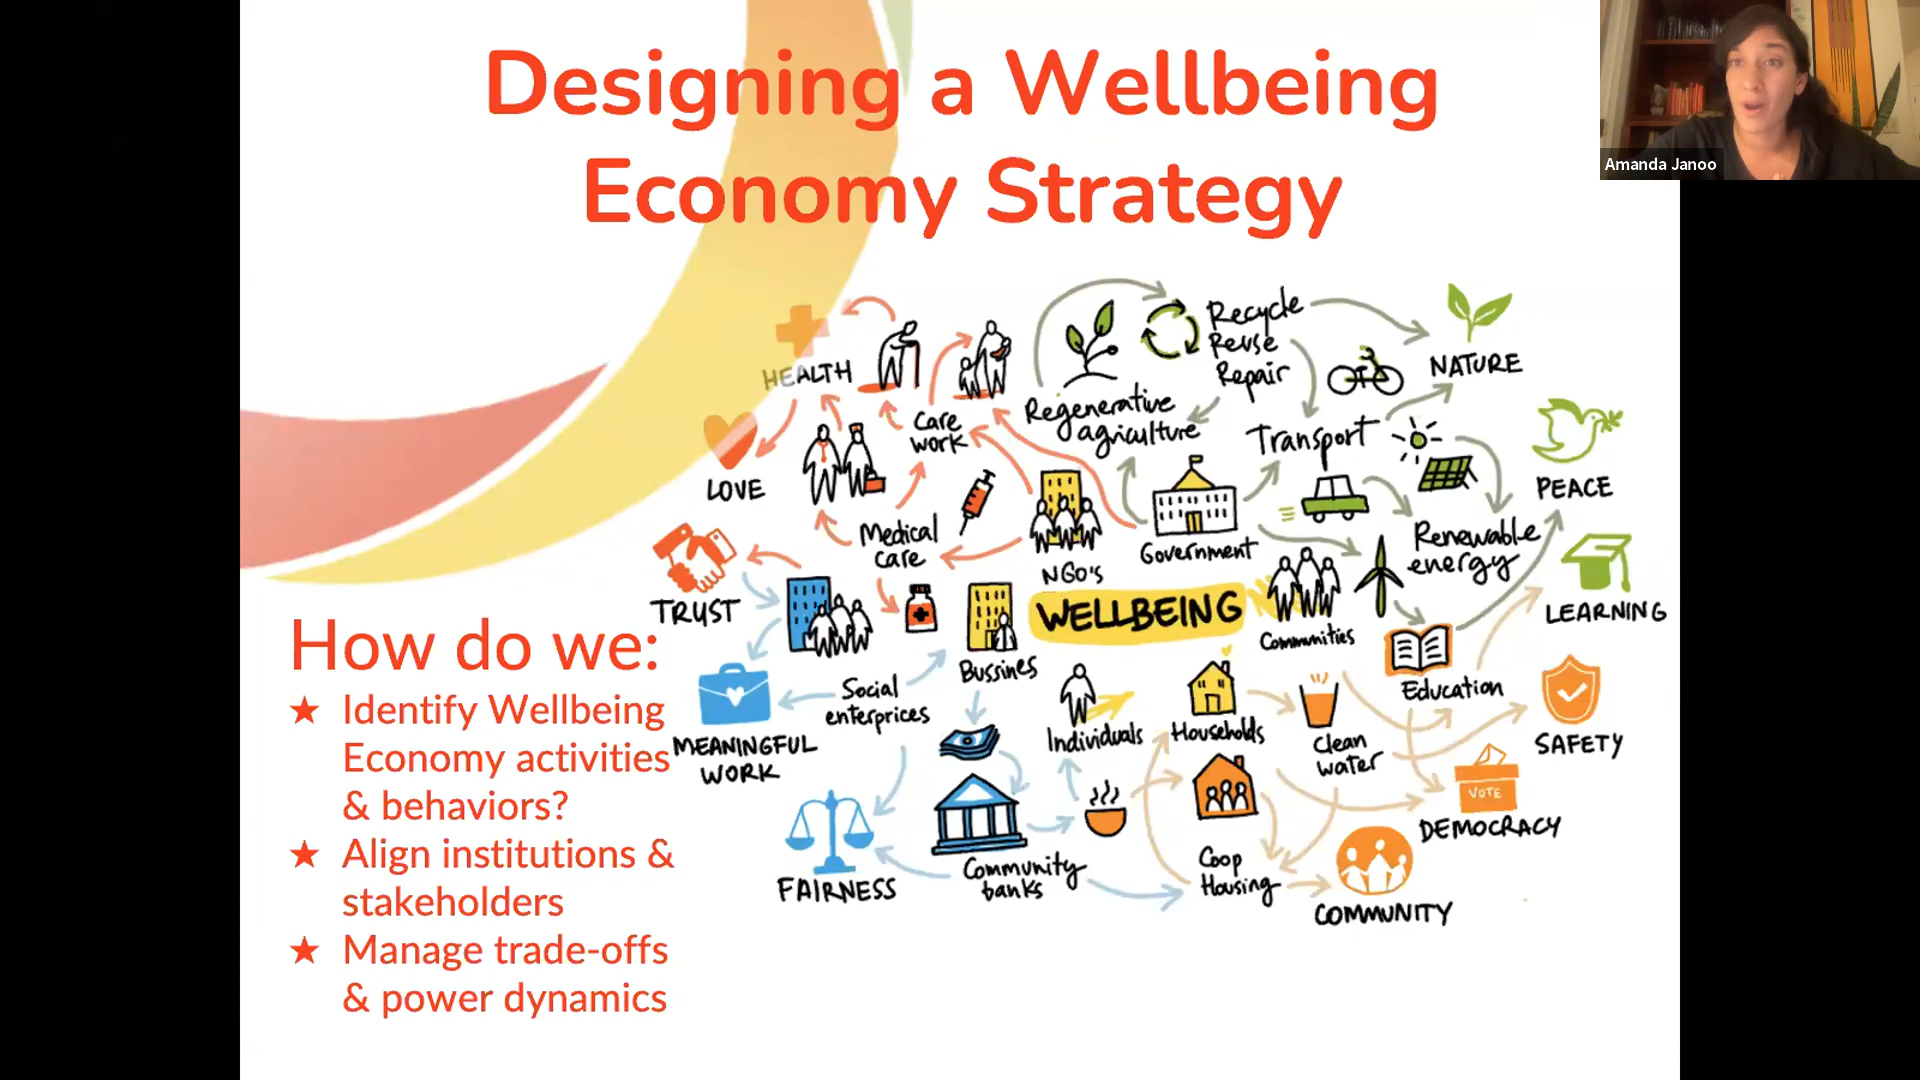 Designing a Wellbeing
Economy Strategy
Amanda Janoo
How do we:
★ Identify Wellbeing
Economy activities
& behaviors?
★ Align institutions &
stakeholders
★ Manage trade-offs
& power dynamics
HEALTH
LOVE
TRUST
MEANINGFUL
WORK
FAIRNESS
Care
work
Medical
care
Social
enterprises
Community
banks
Regenerative
agriculture
Recycle
Reuse
Repair
Transport
NATURE
PEACE
Renewable
energy
LEARNING
NGO's
Government
WELLBEING
Communities
Bussines
Individuals
Households
Clean
water
Education
SAFETY
VOTE
DEMOCRACY
Coop
Housing
COMMUNITY